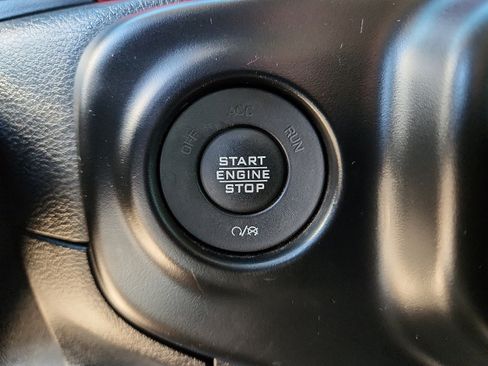 OFF ACC RUN
START
ENGINE
STOP